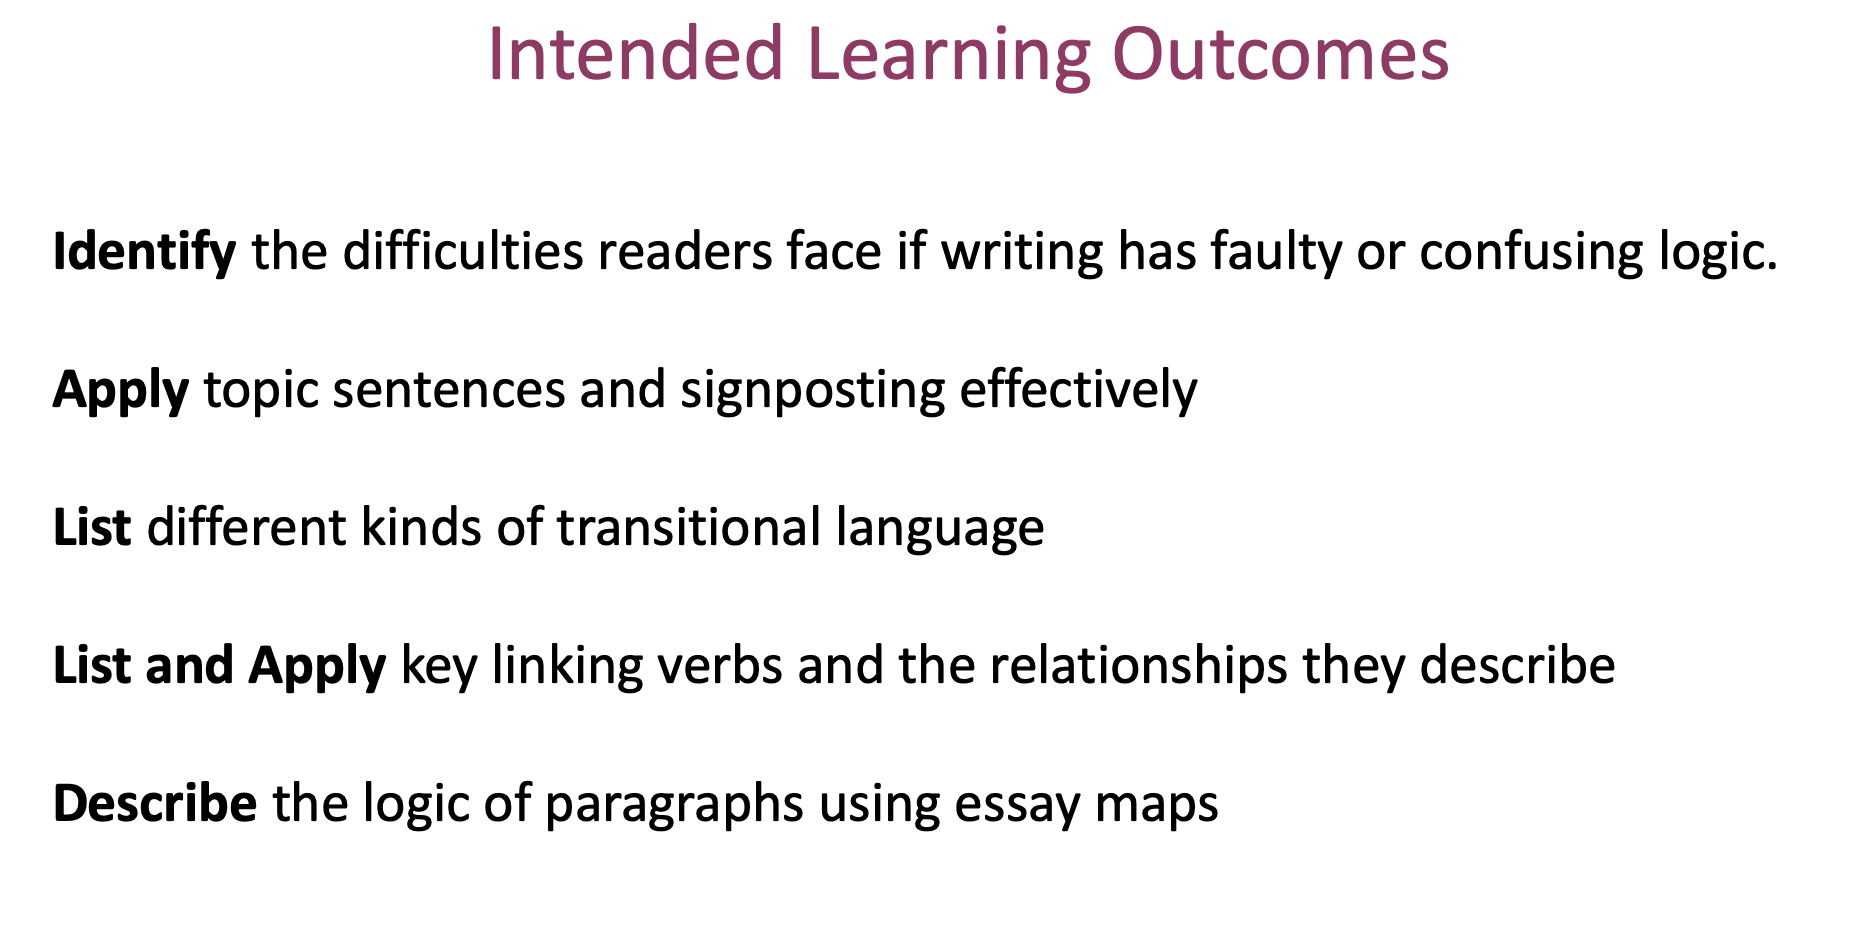 Intended Learning Outcomes
Identify the difficulties readers face if writing has faulty or confusing logic.
Apply topic sentences and signposting effectively
List different kinds of transitional language
List and Apply key linking verbs and the relationships they describe
Describe the logic of paragraphs using essay maps